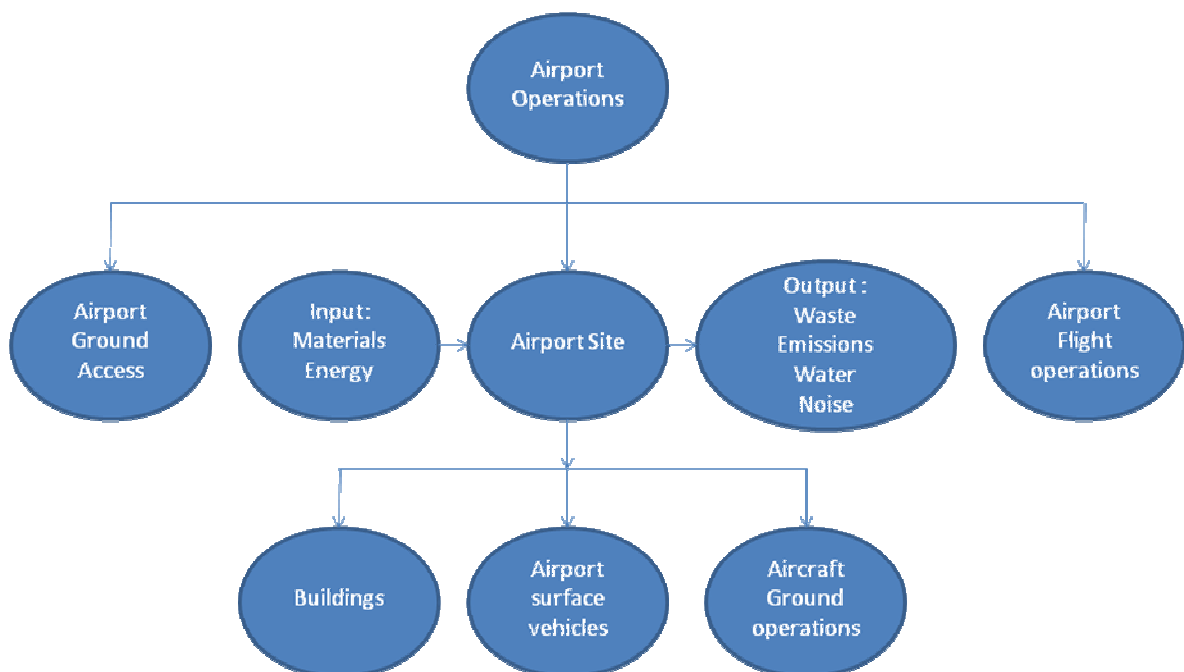 Airport
Operations
Airport
Ground
Access
Input:
Materials
Energy
Airport Site
Output :
Waste
Emissions
Water
Noise
Airport
Flight
operations
Buildings
Airport
surface
vehicles
Aircraft
Ground
operations